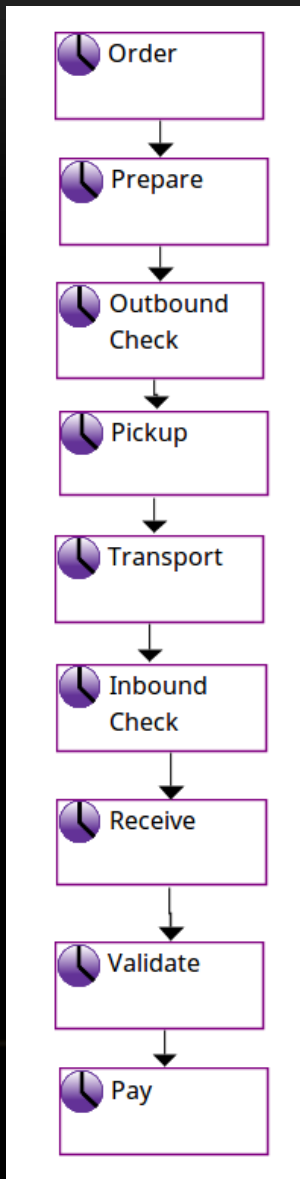 Order
Prepare
Outbound
Check
Pickup
Transport
Inbound
Check
Receive
Validate
Pay